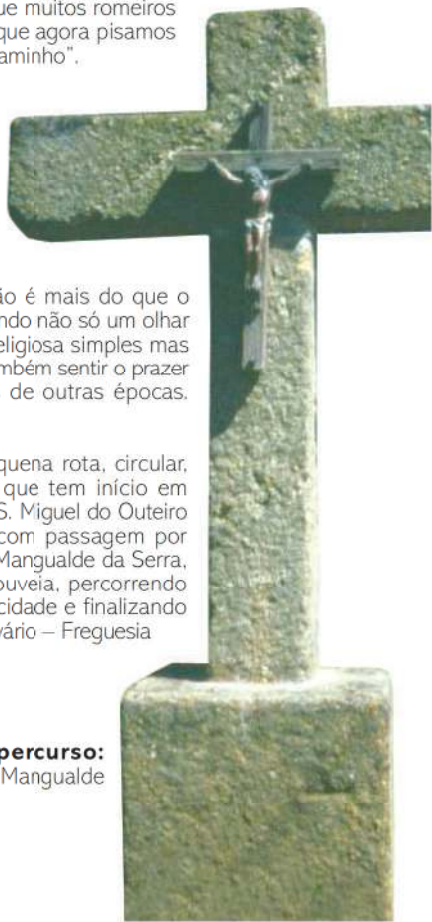 ue muitos romeiros
que agora pisamos
aminho”.
ão é mais do que o
ndo não só um olhar
eligiosa simples mas
mbém sentir o prazer
de outras épocas.
quena rota, circular,
que tem início em
S. Miguel do Outeiro
com passagem por
Mangualde da Serra,
ouveia, percorrendo
cidade e finalizando
vário – Freguesia
percurso:
Mangualde